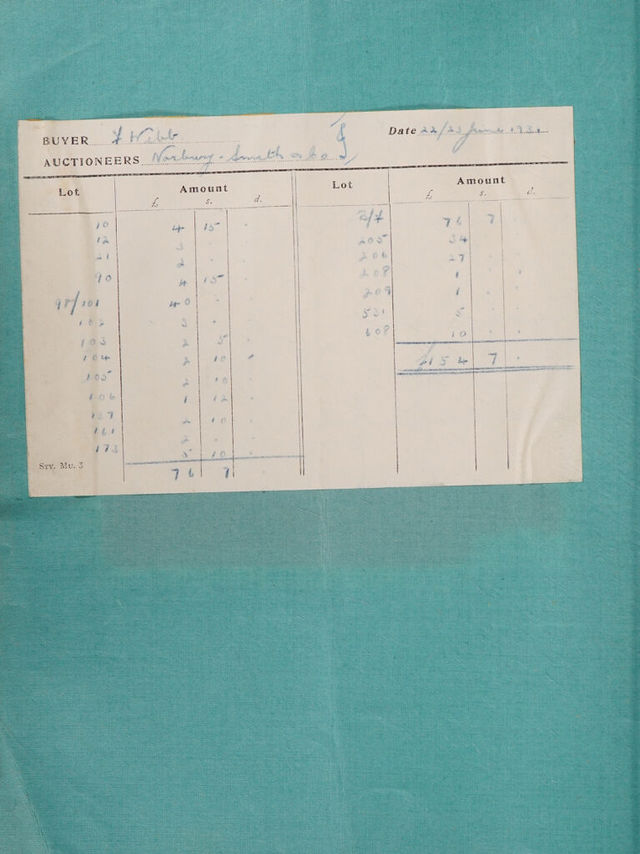 BUYER F Webb
Date 22/23 June
AUCTIONEERS Norbury-Smith & Co
Lot Amount Lot Amount
£ s. d. £ s. d.
10 4 15 .
12 3 . .
21 2 . .
90 4 15 .
98/101 40 . .
102 3 . .
103 2 5 .
104 2 10 .
105 2 10 .
106 1 12 .
137 2 10 .
161 2 . .
173 5 10 .
76 7 .
B/f 76 7 .
205 34 . .
206 27 . .
208 1 . .
209 1 . .
531 5 . .
608 10 . .
£154 7 .
STY. MU. 3